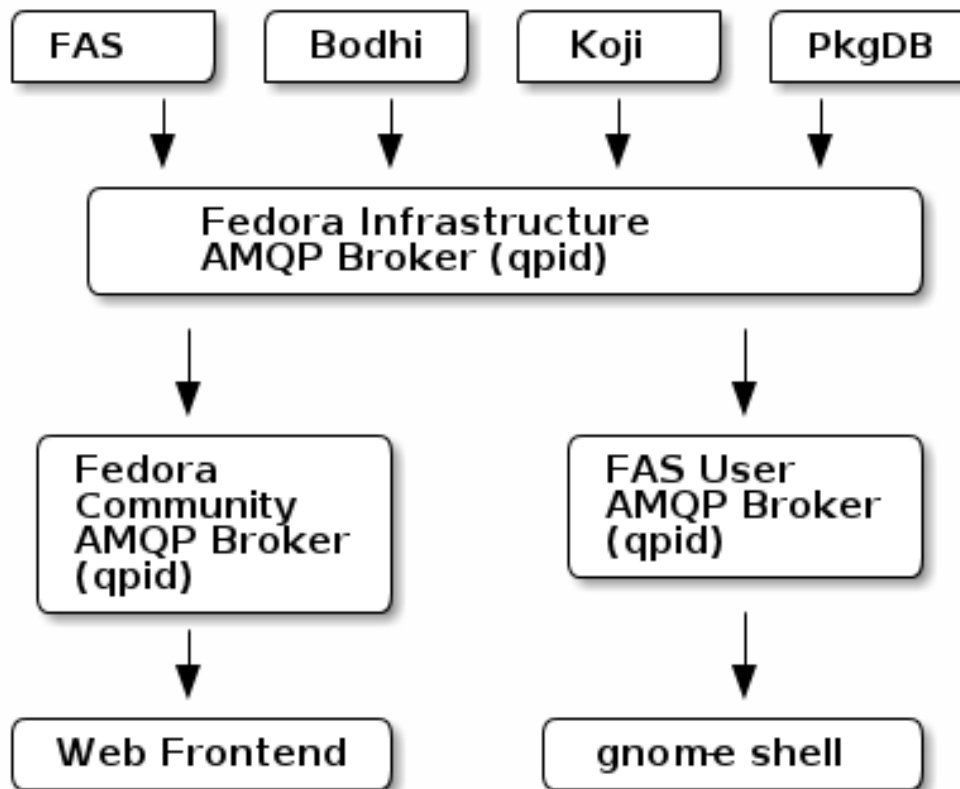 FAS
Bodhi
Koji
PkgDB
Fedora Infrastructure
AMQP Broker (qpid)
Fedora
Community
AMQP Broker
(qpid)
FAS User
AMQP Broker
(qpid)
Web Frontend
gnome shell